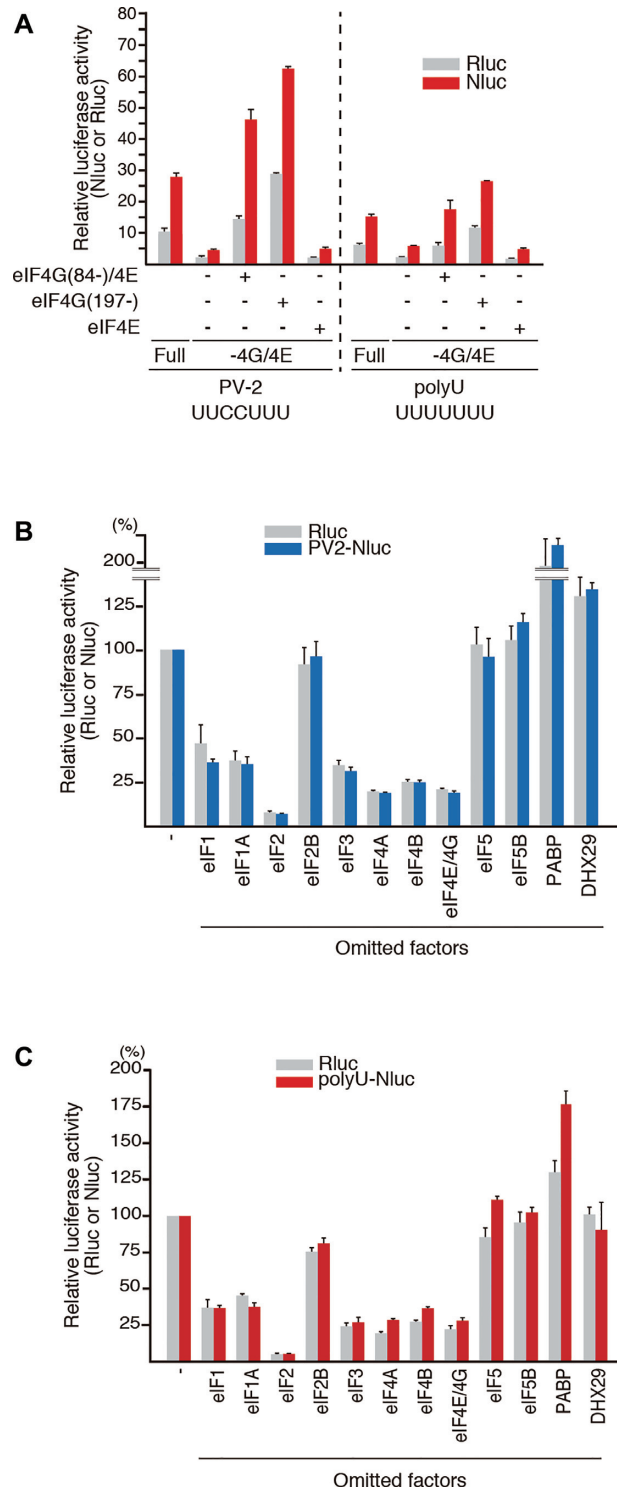 A
80
70
60
50
40
30
20
10
Relative luciferase activity
(Nluc or Rluc)
Rluc
Nluc
eIF4G(84-)/4E - + - - - + - -
eIF4G(197-) - - + - - - + -
eIF4E - - - + - - - +
Full -4G/4E Full -4G/4E
PV-2 polyU
UUCCUUU UUUUUUU
B
(%)
200
125
100
75
50
25
Relative luciferase activity
(Rluc or Nluc)
Rluc
PV2-Nluc
- eIF1 eIF1A eIF2 eIF2B eIF3 eIF4A eIF4B eIF4E/4G eIF5 eIF5B PABP DHX29
Omitted factors
C
(%)
200
175
150
125
100
75
50
25
Relative luciferase activity
(Rluc or Nluc)
Rluc
polyU-Nluc
- eIF1 eIF1A eIF2 eIF2B eIF3 eIF4A eIF4B eIF4E/4G eIF5 eIF5B PABP DHX29
Omitted factors